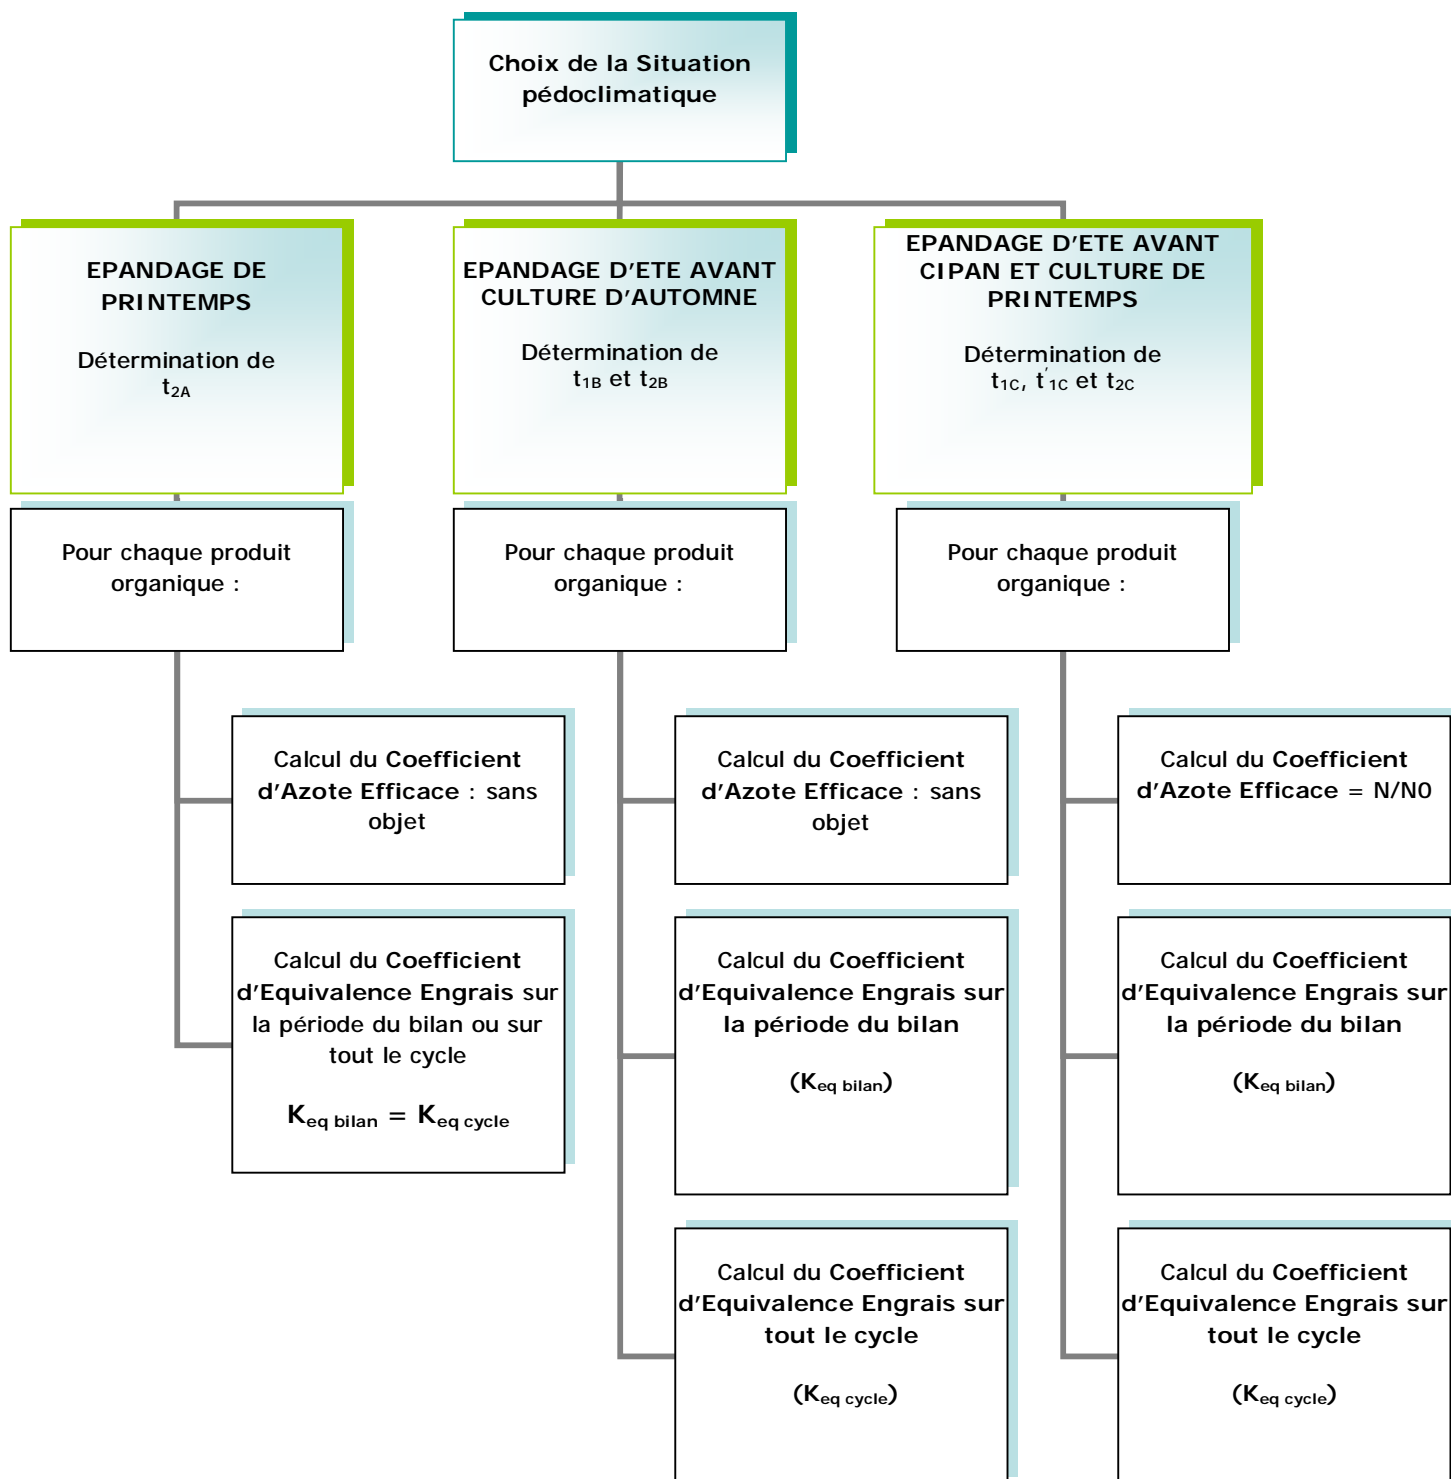 Choix de la Situation
pédoclimatique
EPANDAGE DE
PRINTEMPS
Détermination de
t2A
EPANDAGE D'ETE AVANT
CULTURE D'AUTOMNE
Détermination de
t1B et t2B
EPANDAGE D'ETE AVANT
CIPAN ET CULTURE DE
PRINTEMPS
Détermination de
t1C, t'1C et t2C
Pour chaque produit
organique :
Pour chaque produit
organique :
Pour chaque produit
organique :
Calcul du Coefficient
d'Azote Efficace : sans
objet
Calcul du Coefficient
d'Azote Efficace : sans
objet
Calcul du Coefficient
d'Azote Efficace = N/N0
Calcul du Coefficient
d'Equivalence Engrais sur
la période du bilan ou sur
tout le cycle
Keq bilan = Keq cycle
Calcul du Coefficient
d'Equivalence Engrais sur
la période du bilan
(Keq bilan)
Calcul du Coefficient
d'Equivalence Engrais sur
la période du bilan
(Keq bilan)
Calcul du Coefficient
d'Equivalence Engrais sur
tout le cycle
(Keq cycle)
Calcul du Coefficient
d'Equivalence Engrais sur
tout le cycle
(Keq cycle)